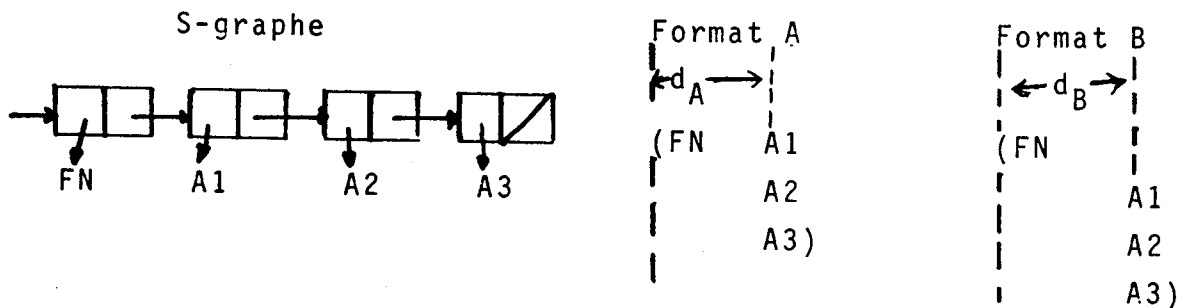 S-graphe
FN A1 A2 A3
Format A
d_A
(FN A1
A2
A3)
Format B
d_B
(FN
A1
A2
A3)